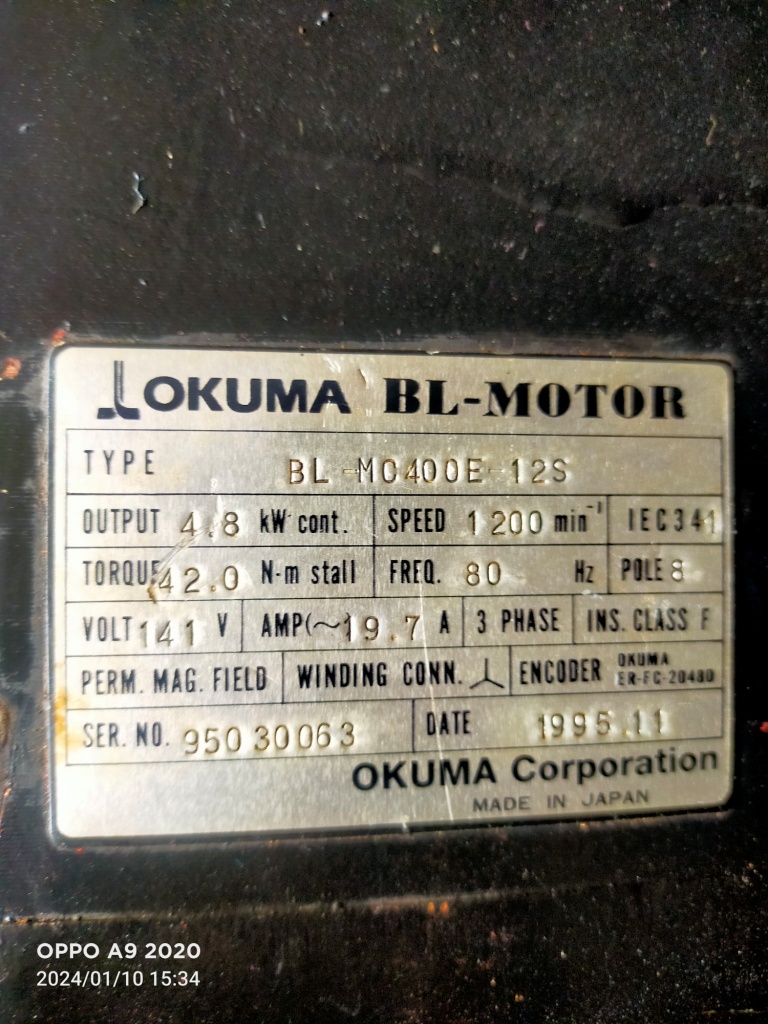 OKUMA BL-MOTOR
TYPE BL-MC400E-12S
OUTPUT 4.8 kW cont. SPEED 1200 min⁻¹ IEC341
TORQUE 42.0 N-m stall FREQ. 80 Hz POLE 8
VOLT 141 V AMP(~) 19.7 A 3 PHASE INS. CLASS F
PERM. MAG. FIELD WINDING CONN. ENCODER OKUMA
ER-FC-2048D
SER. NO. 95030063 DATE 1995.11
OKUMA Corporation
MADE IN JAPAN
OPPO A9 2020
2024/01/10 15:34